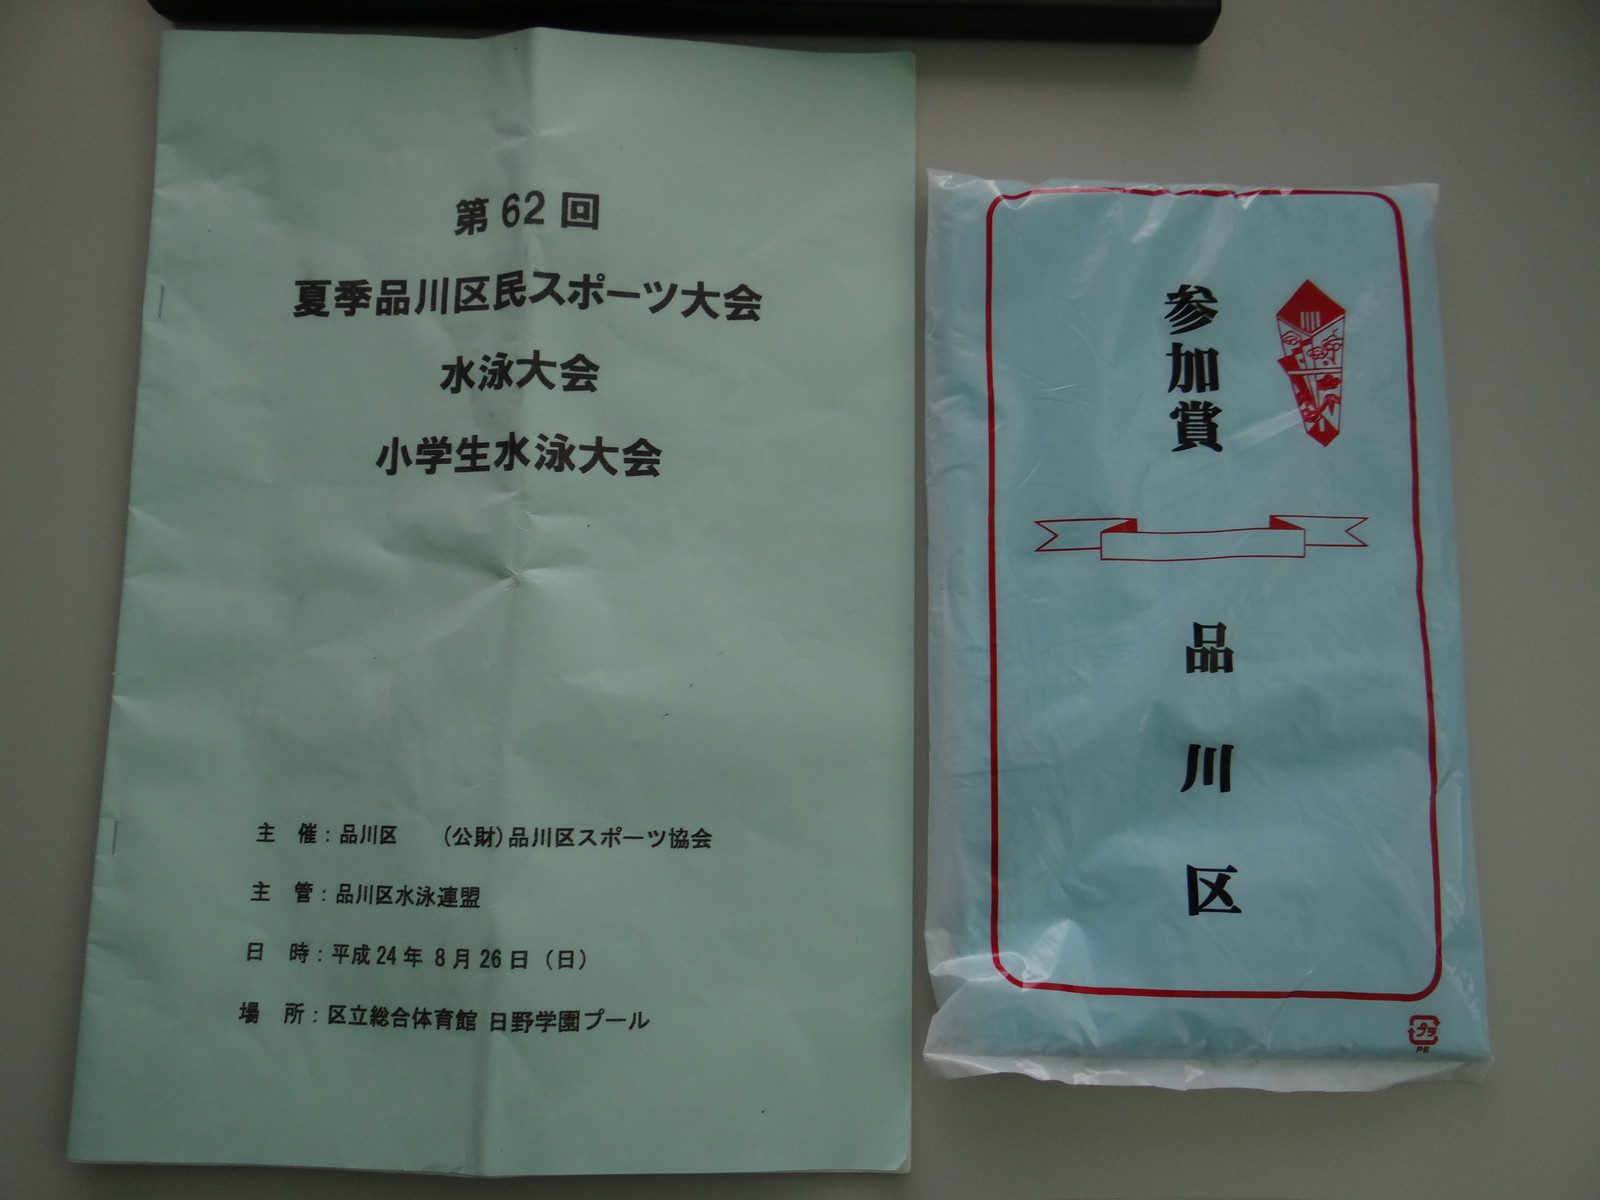 第62回
夏季品川区民スポーツ大会
水泳大会
小学生水泳大会
主 催：品川区 (公財)品川区スポーツ協会
主 管：品川区水泳連盟
日 時：平成24年 8月26日（日）
場 所：区立総合体育館 日野学園プール
参加賞
品川区
プラ
PE